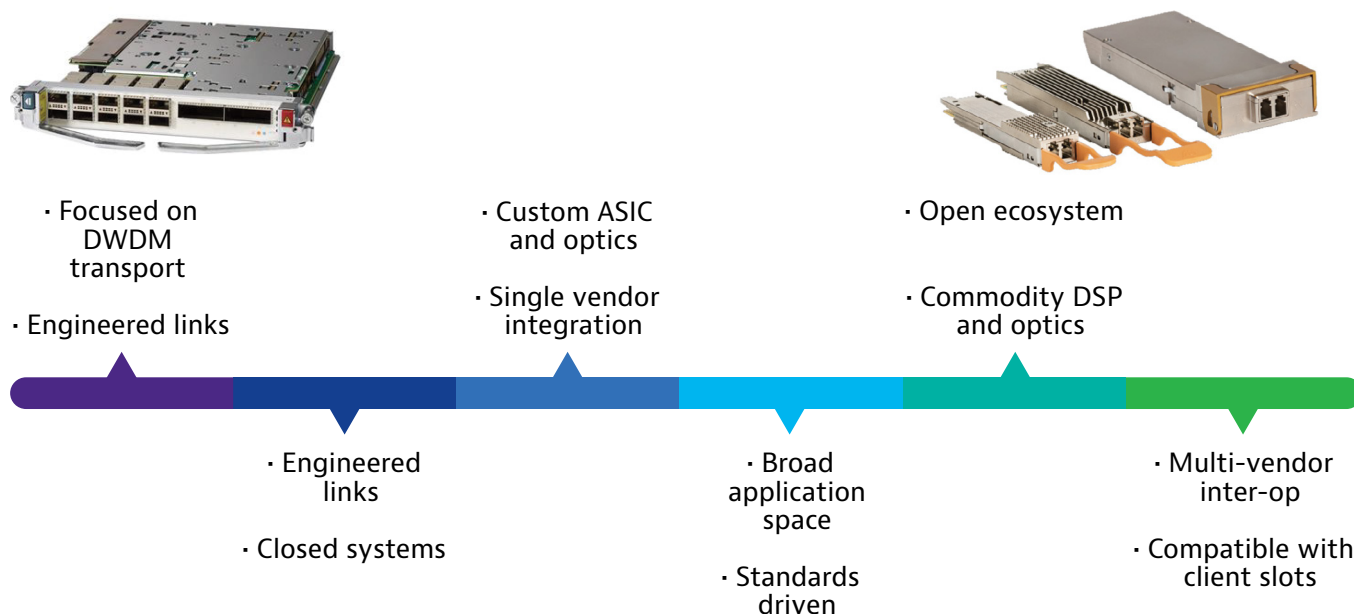 · Focused on
DWDM
transport
· Engineered links
· Custom ASIC
and optics
· Single vendor
integration
· Open ecosystem
· Commodity DSP
and optics
· Engineered
links
· Closed systems
· Broad
application
space
· Standards
driven
· Multi-vendor
inter-op
· Compatible with
client slots